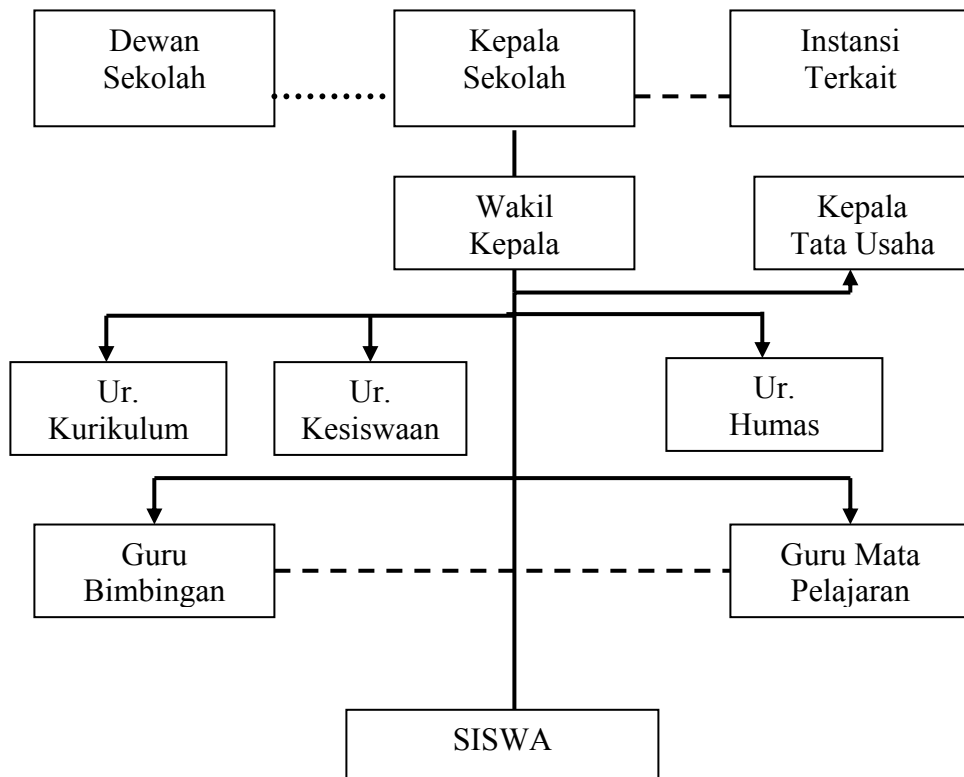 Dewan
Sekolah
Kepala
Sekolah
Instansi
Terkait
Wakil
Kepala
Kepala
Tata Usaha
Ur.
Kurikulum
Ur.
Kesiswaan
Ur.
Humas
Guru
Bimbingan
Guru Mata
Pelajaran
SISWA